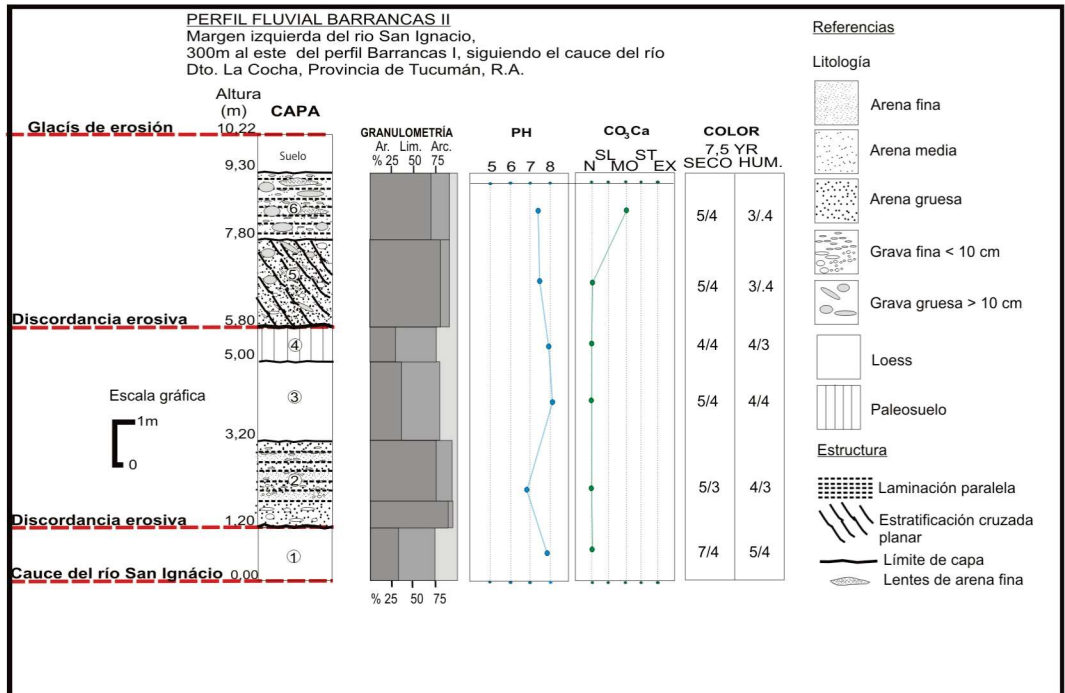 PERFIL FLUVIAL BARRANCAS II
Margen izquierda del rio San Ignacio,
300m al este del perfil Barrancas I, siguiendo el cauce del río
Dto. La Cocha, Provincia de Tucumán, R.A.
Altura
(m)
CAPA
Glacís de erosión
10,22
Suelo
9,30
6
7,80
5
Discordancia erosiva
5,80
4
5,00
3
Escala gráfica
1m
0
3,20
2
Discordancia erosiva
1,20
1
Cauce del río San Ignácio
0,00
GRANULOMETRÍA
Ar. Lim. Arc.
% 25 50 75
% 25 50 75
PH
5 6 7 8
CO3Ca
N SL MO ST EX
COLOR
7,5 YR
SECO HUM.
5/4 3/.4
5/4 3/.4
4/4 4/3
5/4 4/4
5/3 4/3
7/4 5/4
Referencias
Litología
Arena fina
Arena media
Arena gruesa
Grava fina < 10 cm
Grava gruesa > 10 cm
Loess
Paleosuelo
Estructura
Laminación paralela
Estratificación cruzada
planar
Límite de capa
Lentes de arena fina